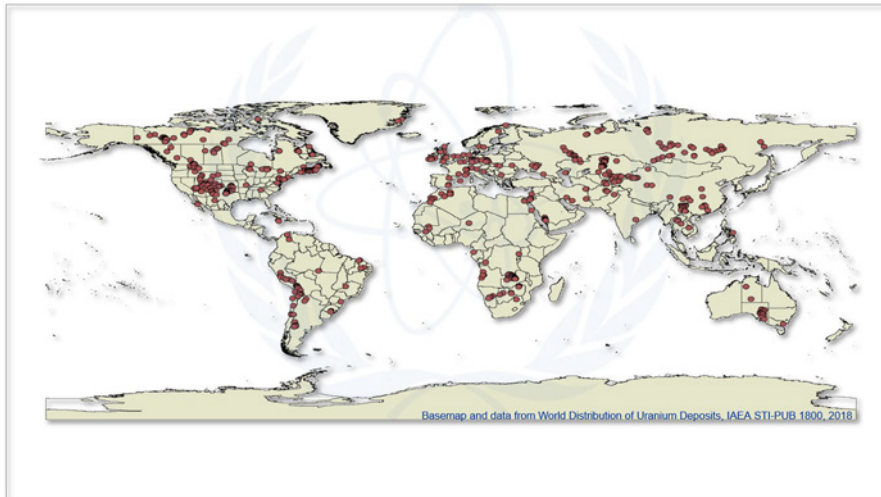 Basemap and data from World Distribution of Uranium Deposits, IAEA STI-PUB 1800, 2018